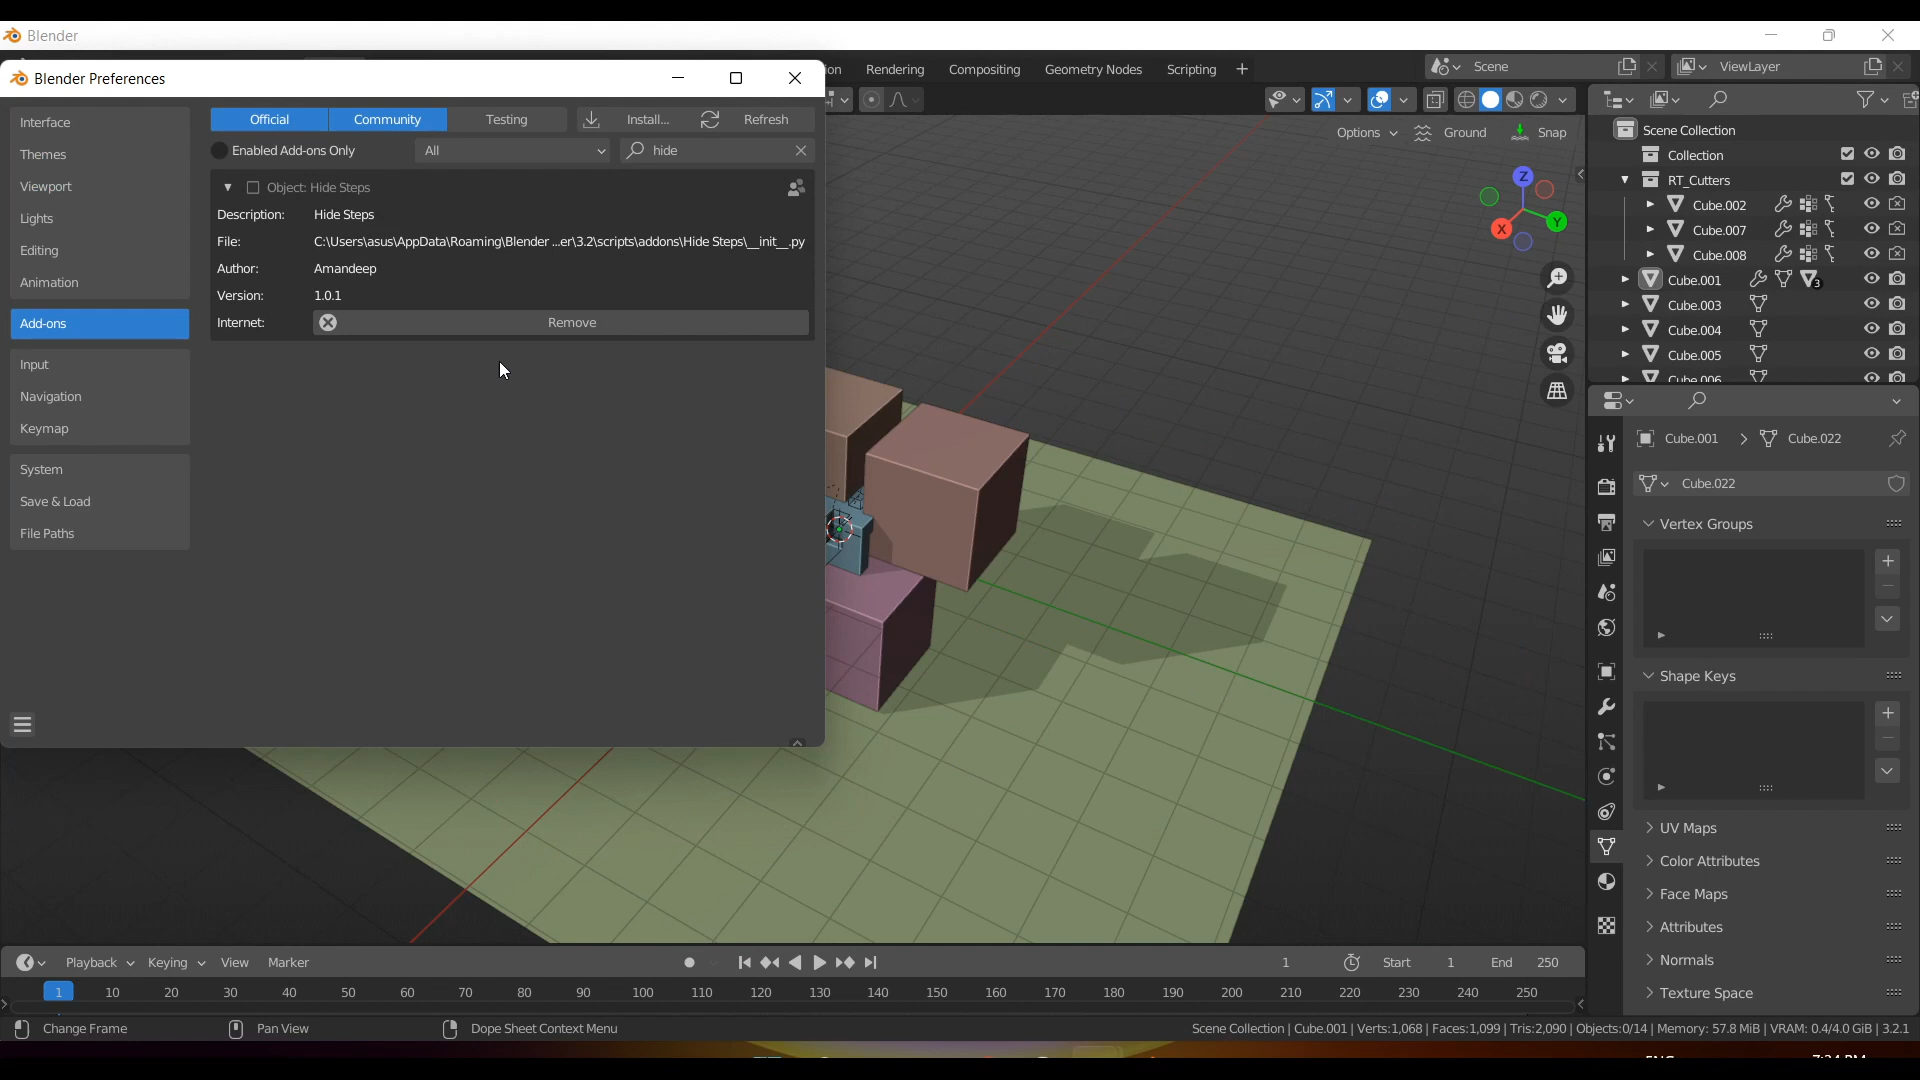 Blender
Blender Preferences
Rendering Compositing Geometry Nodes Scripting +
Scene
ViewLayer
Interface
Themes
Viewport
Lights
Editing
Animation
Add-ons
Input
Navigation
Keymap
System
Save & Load
File Paths
Official Community Testing Install... Refresh
Enabled Add-ons Only All hide
Object: Hide Steps
Description: Hide Steps
File: C:\Users\asus\AppData\Roaming\Blender ...er\3.2\scripts\addons\Hide Steps\__init__.py
Author: Amandeep
Version: 1.0.1
Internet: Remove
Options Ground Snap
Z
Y
X
Scene Collection
Collection
RT_Cutters
Cube.002
Cube.007
Cube.008
Cube.001 3
Cube.003
Cube.004
Cube.005
Cube.006
Cube.001 > Cube.022
Cube.022
Vertex Groups
Shape Keys
UV Maps
Color Attributes
Face Maps
Attributes
Normals
Texture Space
Playback Keying View Marker 1 Start 1 End 250
1 10 20 30 40 50 60 70 80 90 100 110 120 130 140 150 160 170 180 190 200 210 220 230 240 250
Change Frame Pan View Dope Sheet Context Menu
Scene Collection | Cube.001 | Verts:1,068 | Faces:1,099 | Tris:2,090 | Objects:0/14 | Memory: 57.8 MiB | VRAM: 0.4/4.0 GiB | 3.2.1